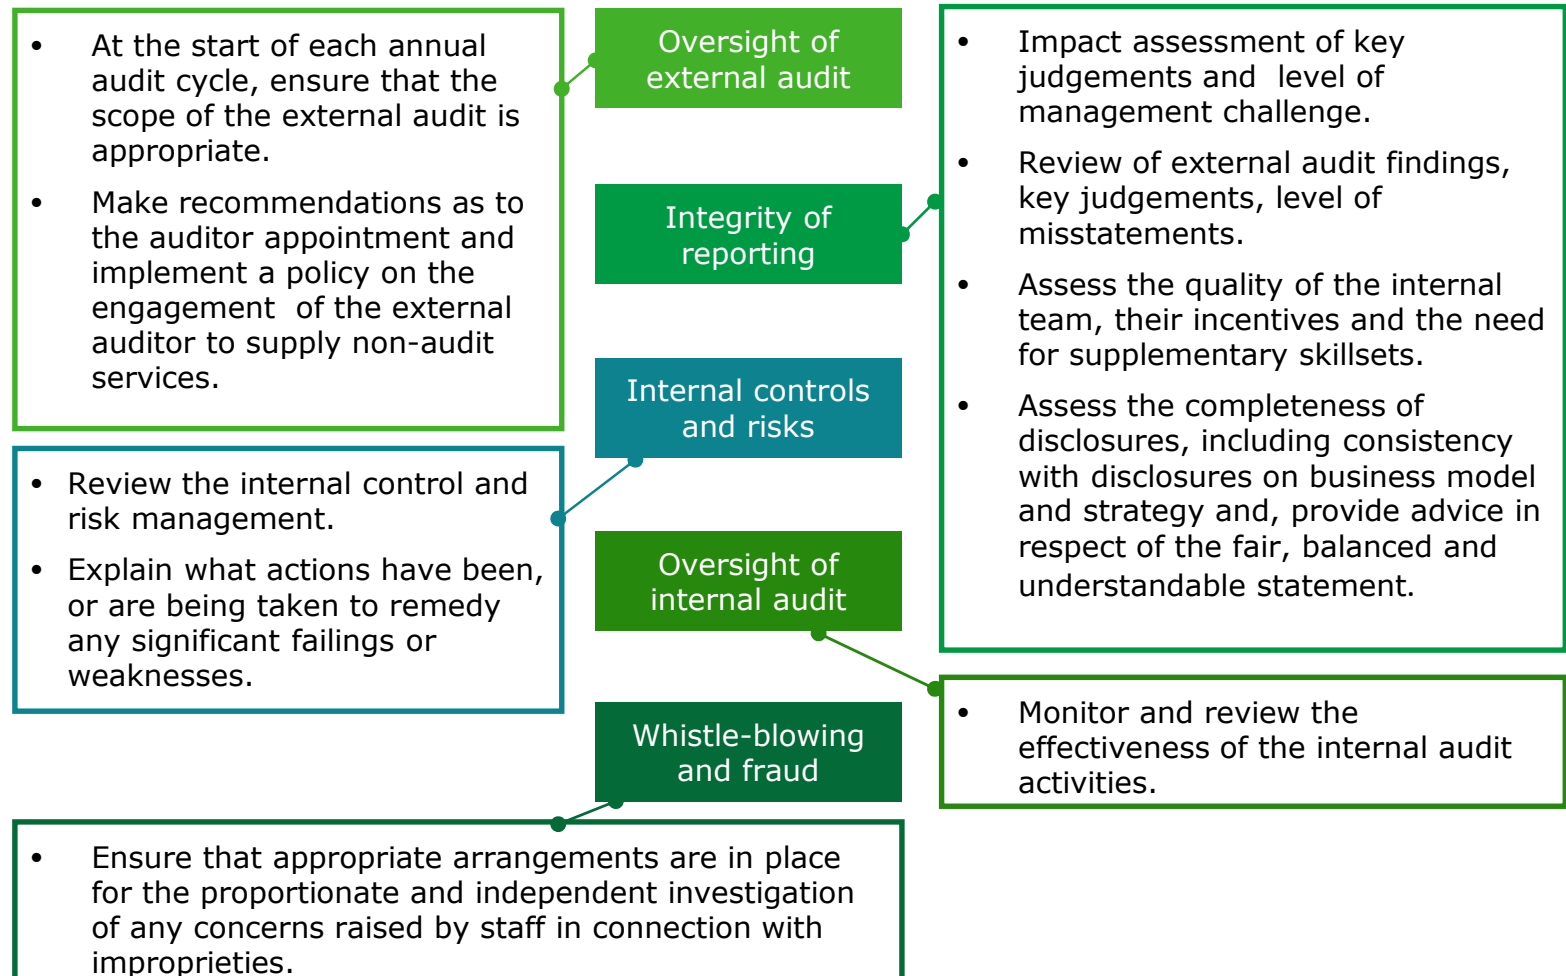 • At the start of each annual
audit cycle, ensure that the
scope of the external audit is
appropriate.
• Make recommendations as to
the auditor appointment and
implement a policy on the
engagement of the external
auditor to supply non-audit
services.
• Review the internal control and
risk management.
• Explain what actions have been,
or are being taken to remedy
any significant failings or
weaknesses.
Oversight of
external audit
Integrity of
reporting
Internal controls
and risks
Oversight of
internal audit
Whistle-blowing
and fraud
• Impact assessment of key
judgements and level of
management challenge.
• Review of external audit findings,
key judgements, level of
misstatements.
• Assess the quality of the internal
team, their incentives and the need
for supplementary skillsets.
• Assess the completeness of
disclosures, including consistency
with disclosures on business model
and strategy and, provide advice in
respect of the fair, balanced and
understandable statement.
• Monitor and review the
effectiveness of the internal audit
activities.
• Ensure that appropriate arrangements are in place
for the proportionate and independent investigation
of any concerns raised by staff in connection with
improprieties.